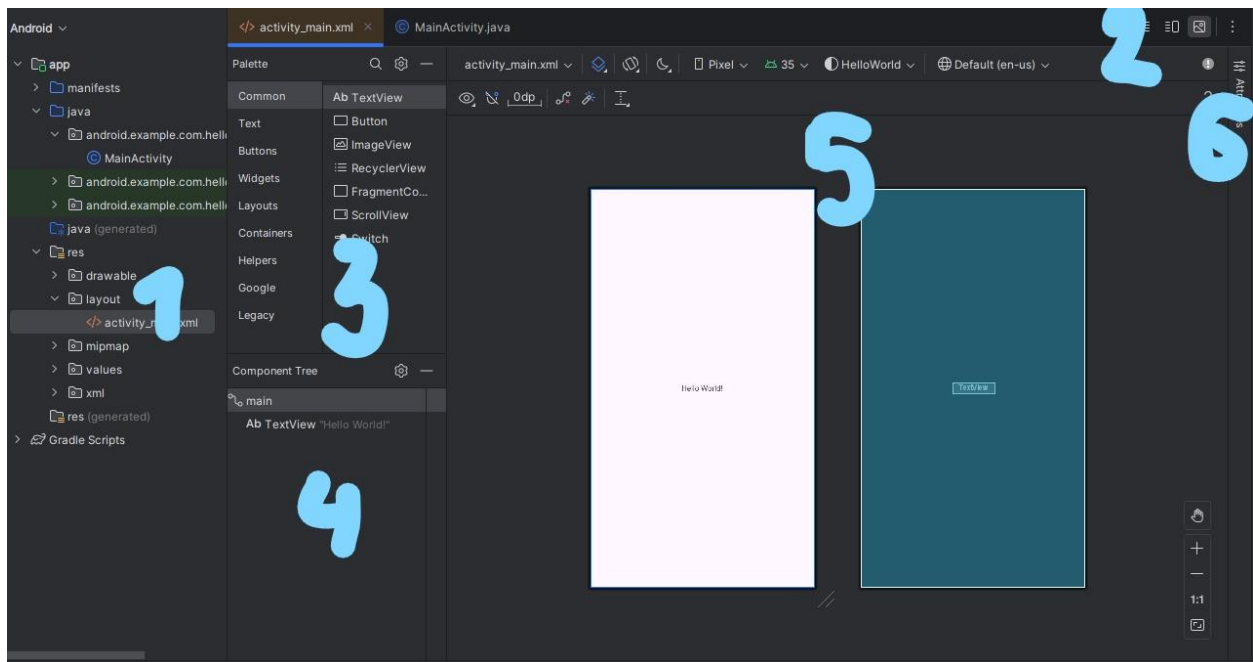 Android
activity_main.xml
MainActivity.java
2
app
manifests
java
android.example.com.hell
MainActivity
android.example.com.hell
android.example.com.hell
java (generated)
res
drawable
layout
1
mipmap
values
xml
res (generated)
Gradle Scripts
Palette
Common
Text
Buttons
Widgets
Layouts
Containers
Helpers
Google
Legacy
Ab TextView
Button
ImageView
RecyclerView
FragmentCo...
ScrollView
Switch
3
Component Tree
main
Ab TextView "Hello World!"
4
activity_main.xml
Pixel
35
HelloWorld
Default (en-us)
0dp
5
6
Hello World!
TextView
1:1